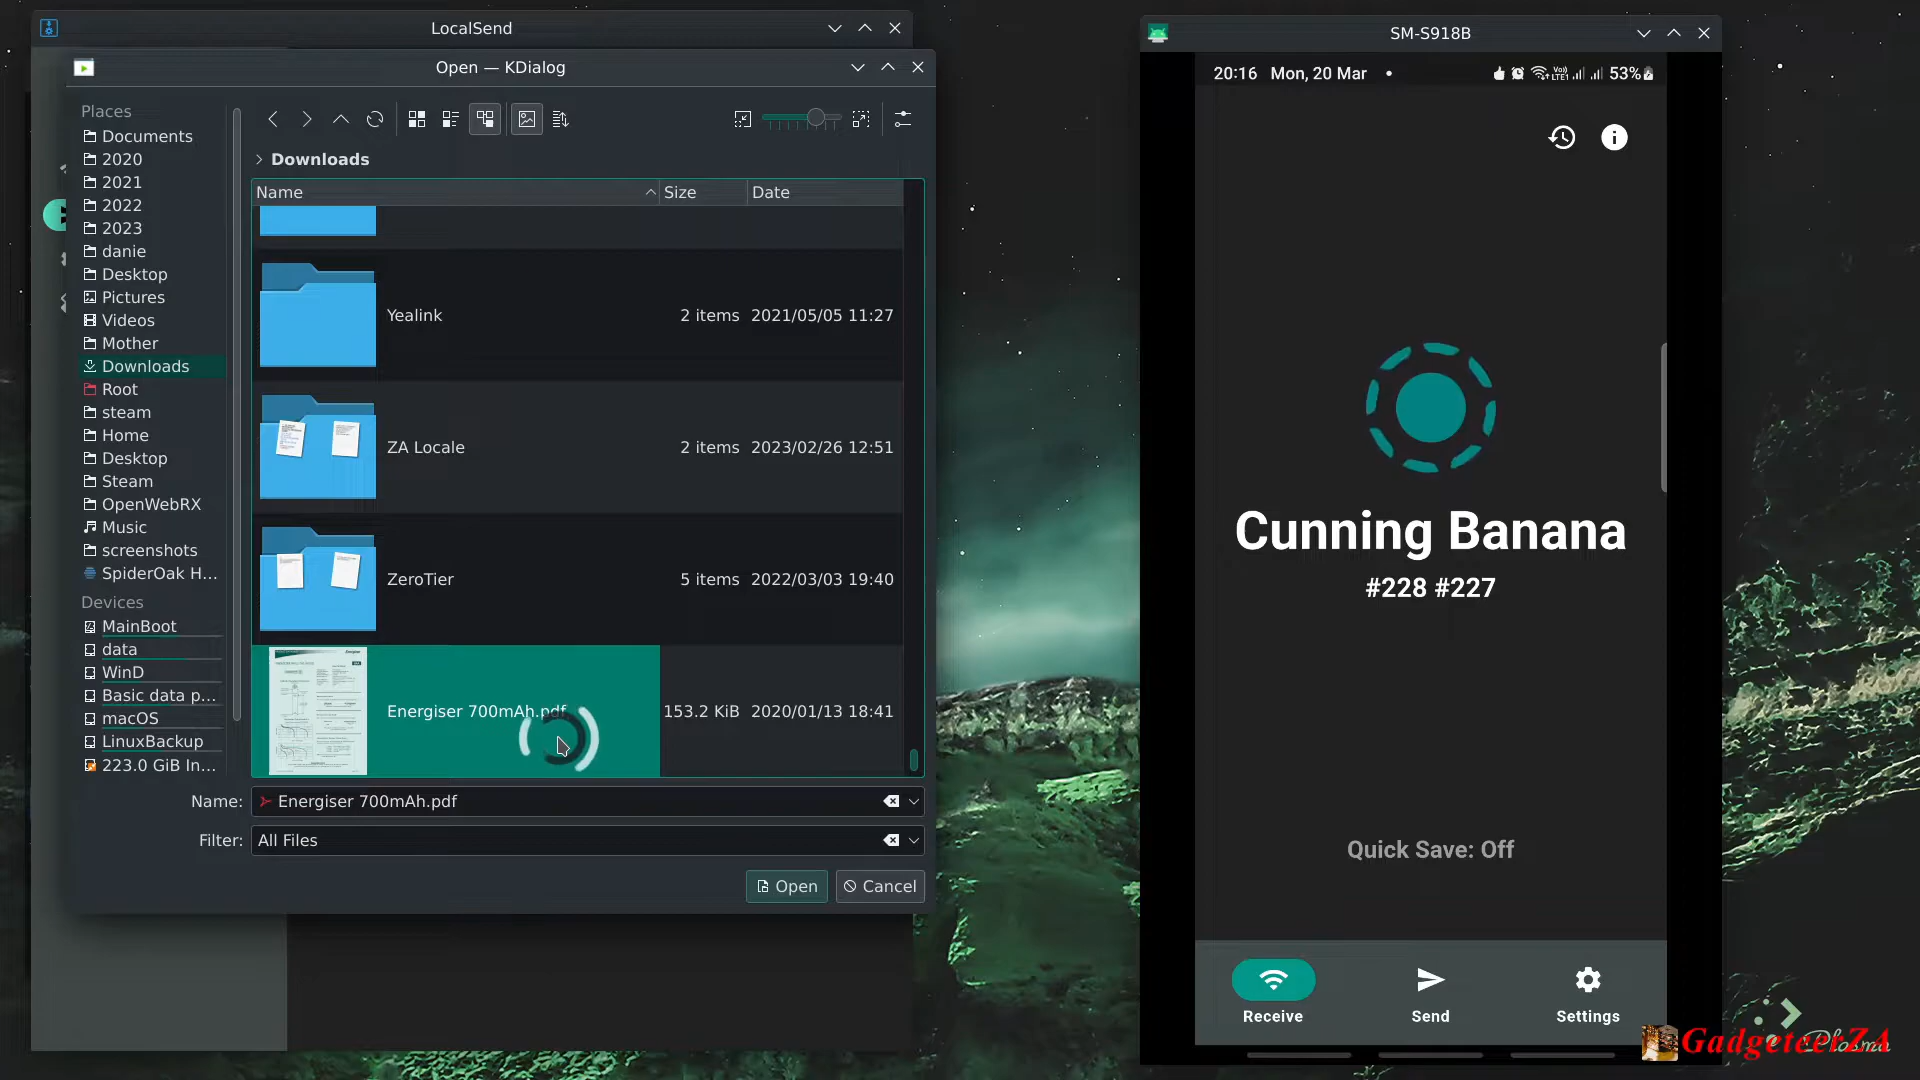 LocalSend
Open — KDialog
Places
Documents
2020
2021
2022
2023
danie
Desktop
Pictures
Videos
Mother
Downloads
Root
steam
Home
Desktop
Steam
OpenWebRX
Music
screenshots
SpiderOak H...
Devices
MainBoot
data
WinD
Basic data p...
macOS
LinuxBackup
223.0 GiB In...
Downloads
Name Size Date
Yealink 2 items 2021/05/05 11:27
ZA Locale 2 items 2023/02/26 12:51
ZeroTier 5 items 2022/03/03 19:40
Energiser 700mAh.pdf 153.2 KiB 2020/01/13 18:41
Name: Energiser 700mAh.pdf
Filter: All Files
Open Cancel
SM-S918B
20:16 Mon, 20 Mar • 53%
Cunning Banana
#228 #227
Quick Save: Off
Receive Send Settings
GadgeteerZA
Plasma